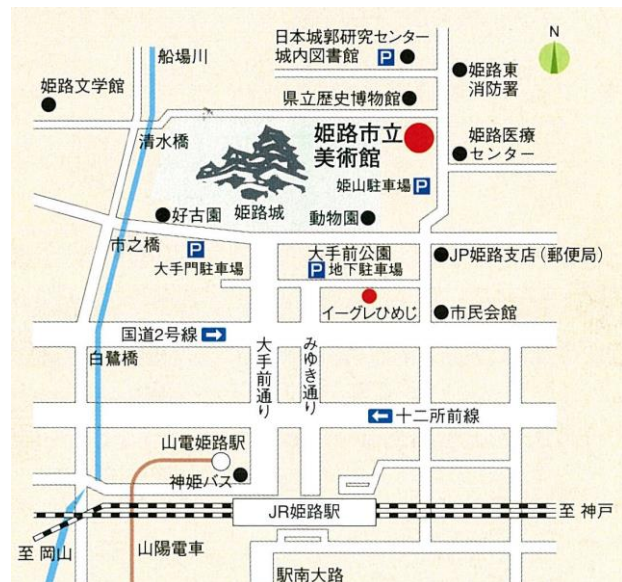 船場川
日本城郭研究センター
城内図書館
P
N
姫路文学館
姫路東
消防署
県立歴史博物館
清水橋
姫路市立
美術館
姫路医療
センター
姫山駐車場 P
好古園
姫路城
動物園
市之橋
P
大手門駐車場
大手前公園
P 地下駐車場
JP姫路支店(郵便局)
イーグレひめじ
市民会館
国道2号線
白鷺橋
大手前通り
みゆき通り
十二所前線
山電姫路駅
神姫バス
JR姫路駅
至 神戸
至 岡山
山陽電車
駅南大路